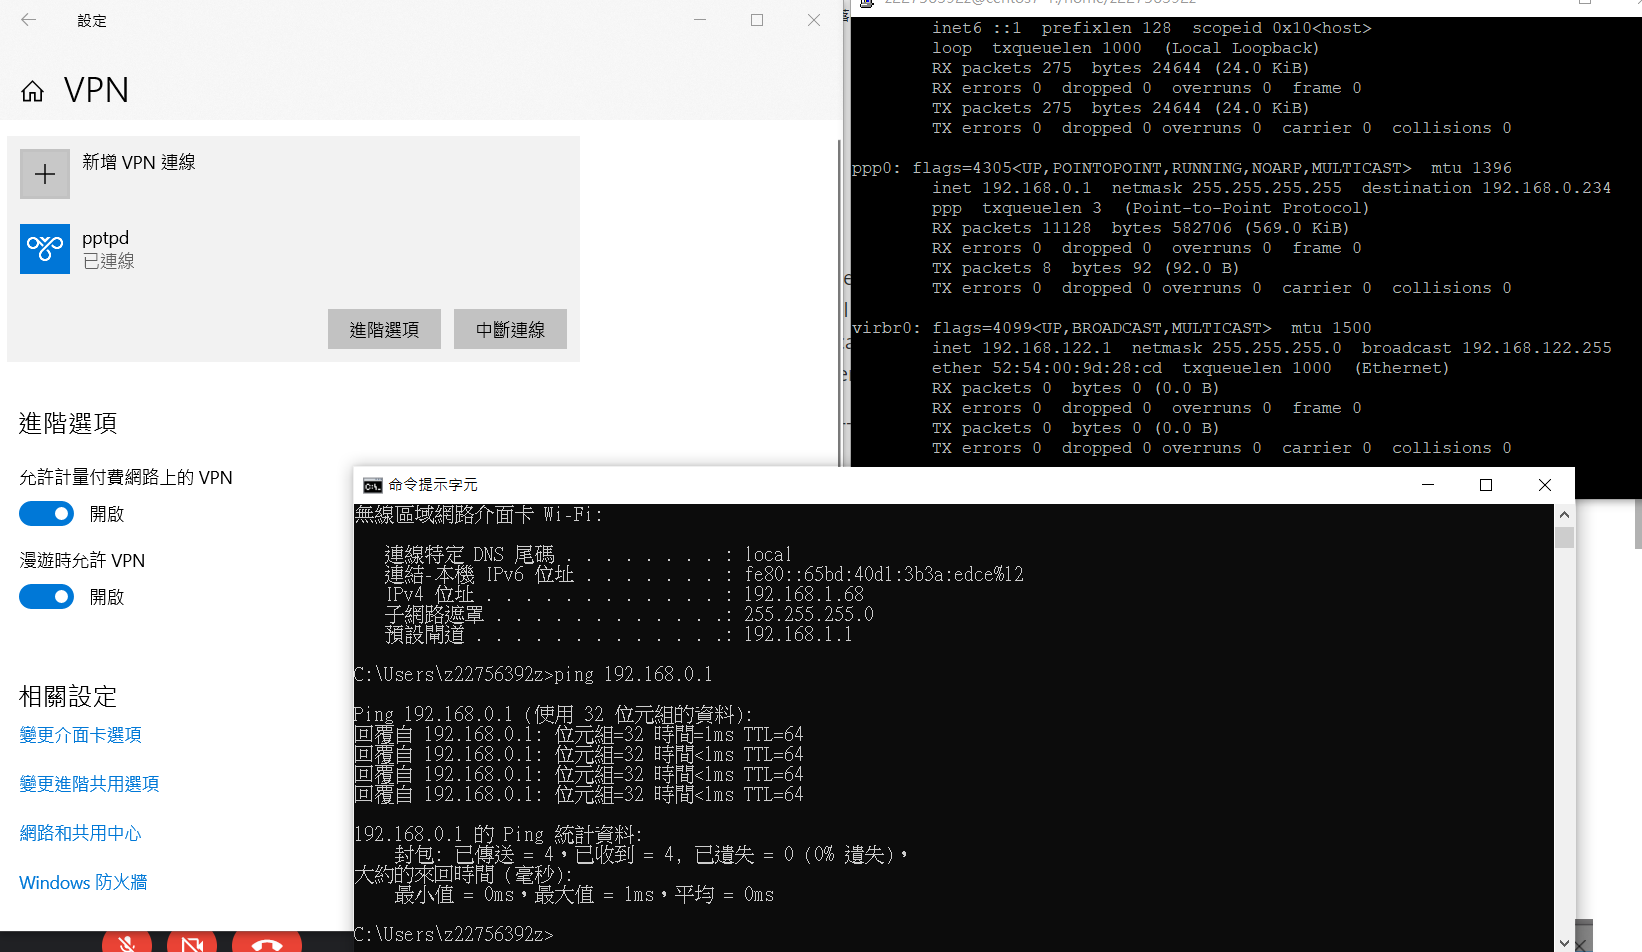 設定
VPN
新增 VPN 連線
pptpd
已連線
進階選項
中斷連線
進階選項
允許計量付費網路上的 VPN
開啟
漫遊時允許 VPN
開啟
相關設定
變更介面卡選項
變更進階共用選項
網路和共用中心
Windows 防火牆
inet6 ::1  prefixlen 128  scopeid 0x10<host>
loop  txqueuelen 1000  (Local Loopback)
RX packets 275  bytes 24644 (24.0 KiB)
RX errors 0  dropped 0  overruns 0  frame 0
TX packets 275  bytes 24644 (24.0 KiB)
TX errors 0  dropped 0 overruns 0  carrier 0  collisions 0
ppp0: flags=4305<UP,POINTOPOINT,RUNNING,NOARP,MULTICAST>  mtu 1396
inet 192.168.0.1  netmask 255.255.255.255  destination 192.168.0.234
ppp  txqueuelen 3  (Point-to-Point Protocol)
RX packets 11128  bytes 582706 (569.0 KiB)
RX errors 0  dropped 0  overruns 0  frame 0
TX packets 8  bytes 92 (92.0 B)
TX errors 0  dropped 0 overruns 0  carrier 0  collisions 0
virbr0: flags=4099<UP,BROADCAST,MULTICAST>  mtu 1500
inet 192.168.122.1  netmask 255.255.255.0  broadcast 192.168.122.255
ether 52:54:00:9d:28:cd  txqueuelen 1000  (Ethernet)
RX packets 0  bytes 0 (0.0 B)
RX errors 0  dropped 0  overruns 0  frame 0
TX packets 0  bytes 0 (0.0 B)
TX errors 0  dropped 0 overruns 0  carrier 0  collisions 0
命令提示字元
無線區域網路介面卡 Wi-Fi:
連線特定 DNS 尾碼 . . . . . . . . : local
連結-本機 IPv6 位址 . . . . . . . : fe80::65bd:40d1:3b3a:edce%12
IPv4 位址 . . . . . . . . . . . . : 192.168.1.68
子網路遮罩 . . . . . . . . . . . .: 255.255.255.0
預設閘道 . . . . . . . . . . . . .: 192.168.1.1
C:\Users\z22756392z>ping 192.168.0.1
Ping 192.168.0.1 (使用 32 位元組的資料):
回覆自 192.168.0.1: 位元組=32 時間=1ms TTL=64
回覆自 192.168.0.1: 位元組=32 時間<1ms TTL=64
回覆自 192.168.0.1: 位元組=32 時間<1ms TTL=64
回覆自 192.168.0.1: 位元組=32 時間<1ms TTL=64
192.168.0.1 的 Ping 統計資料:
封包: 已傳送 = 4，已收到 = 4, 已遺失 = 0 (0% 遺失)，
大約的來回時間 (毫秒):
最小值 = 0ms，最大值 = 1ms，平均 = 0ms
C:\Users\z22756392z>